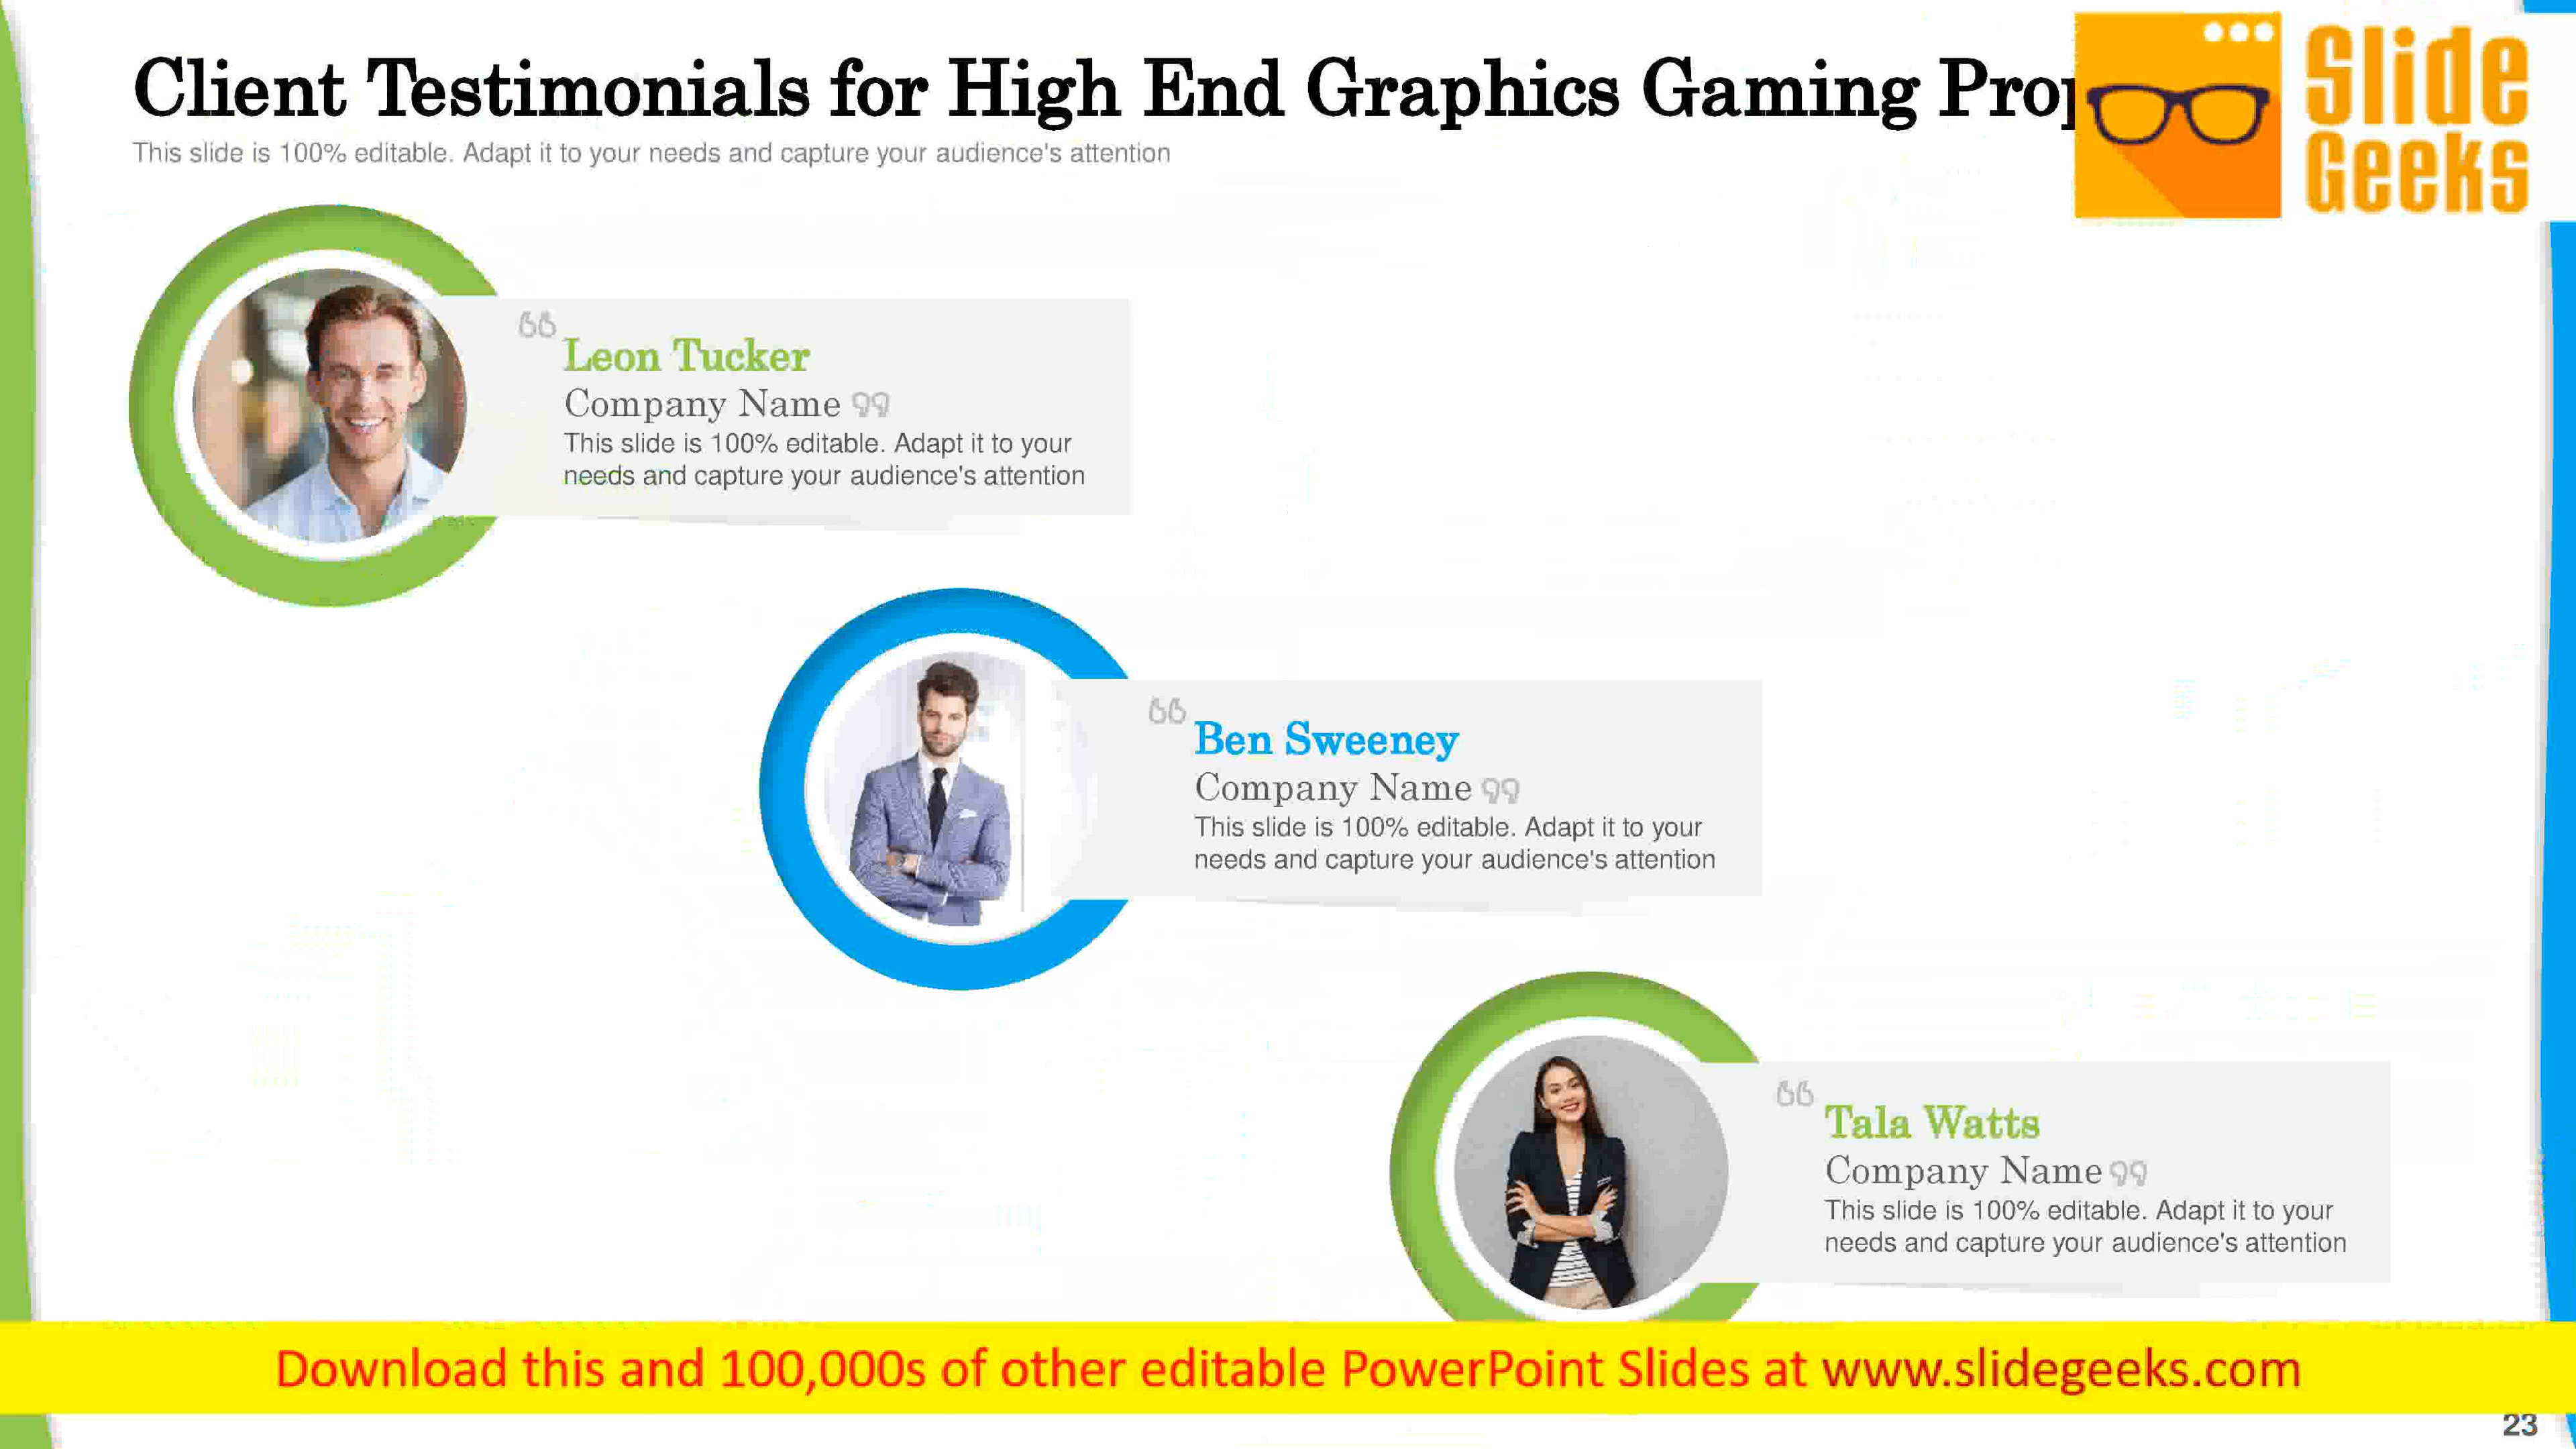 Client Testimonials for High End Graphics Gaming
Slide
Geeks
This slide is 100% editable. Adapt it to your needs and capture your audience's attention
Leon Tucker
Company Name
This slide is 100% editable. Adapt it to your
needs and capture your audience's attention
Ben Sweeney
Company Name
This slide is 100% editable. Adapt it to your
needs and capture your audience's attention
Tala Watts
Company Name
This slide is 100% editable. Adapt it to your
needs and capture your audience's attention
Download this and 100,000s of other editable PowerPoint Slides at www.slidegeeks.com
23